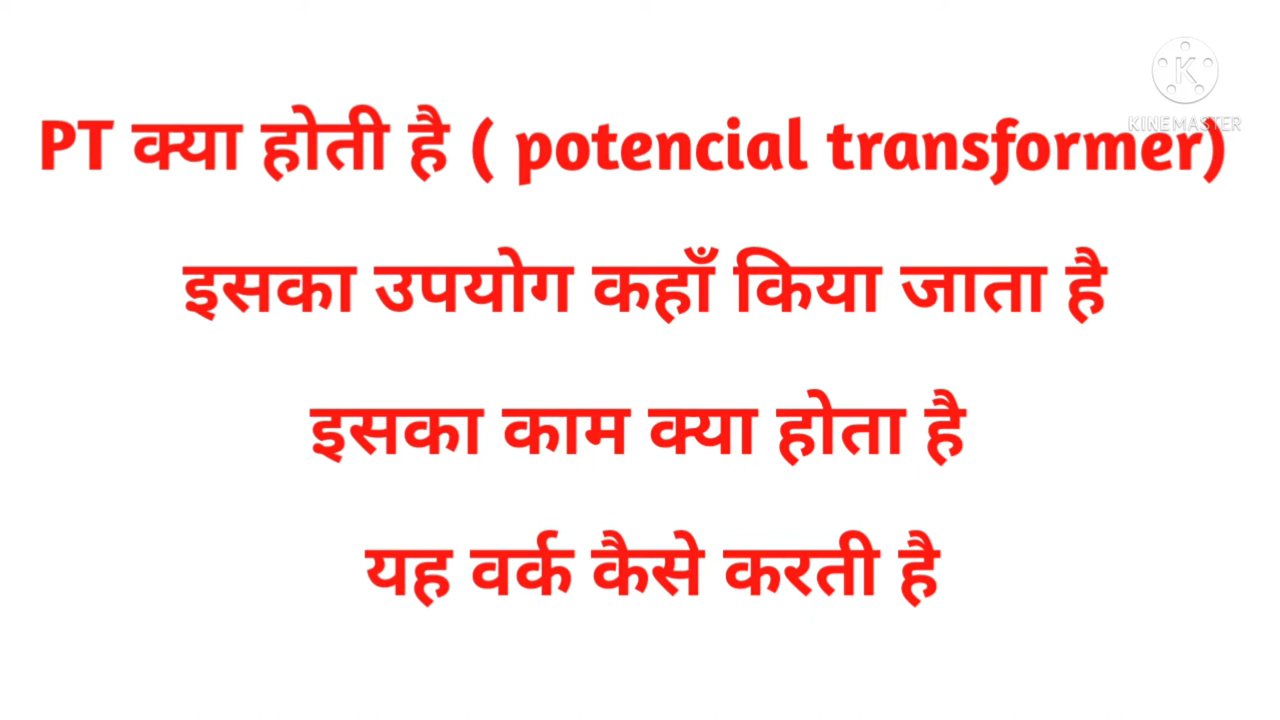 K
KINEMASTER
PT क्या होती है ( potencial transformer)
इसका उपयोग कहाँ किया जाता है
इसका काम क्या होता है
यह वर्क कैसे करती है